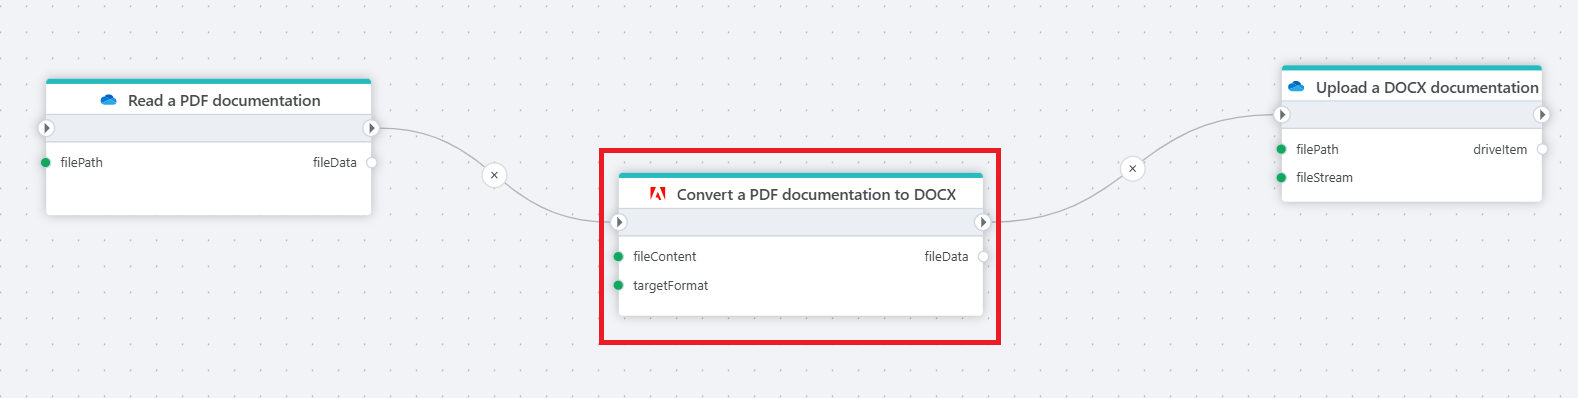 Read a PDF documentation
filePath
fileData
Convert a PDF documentation to DOCX
fileContent
fileData
targetFormat
Upload a DOCX documentation
filePath
driveItem
fileStream